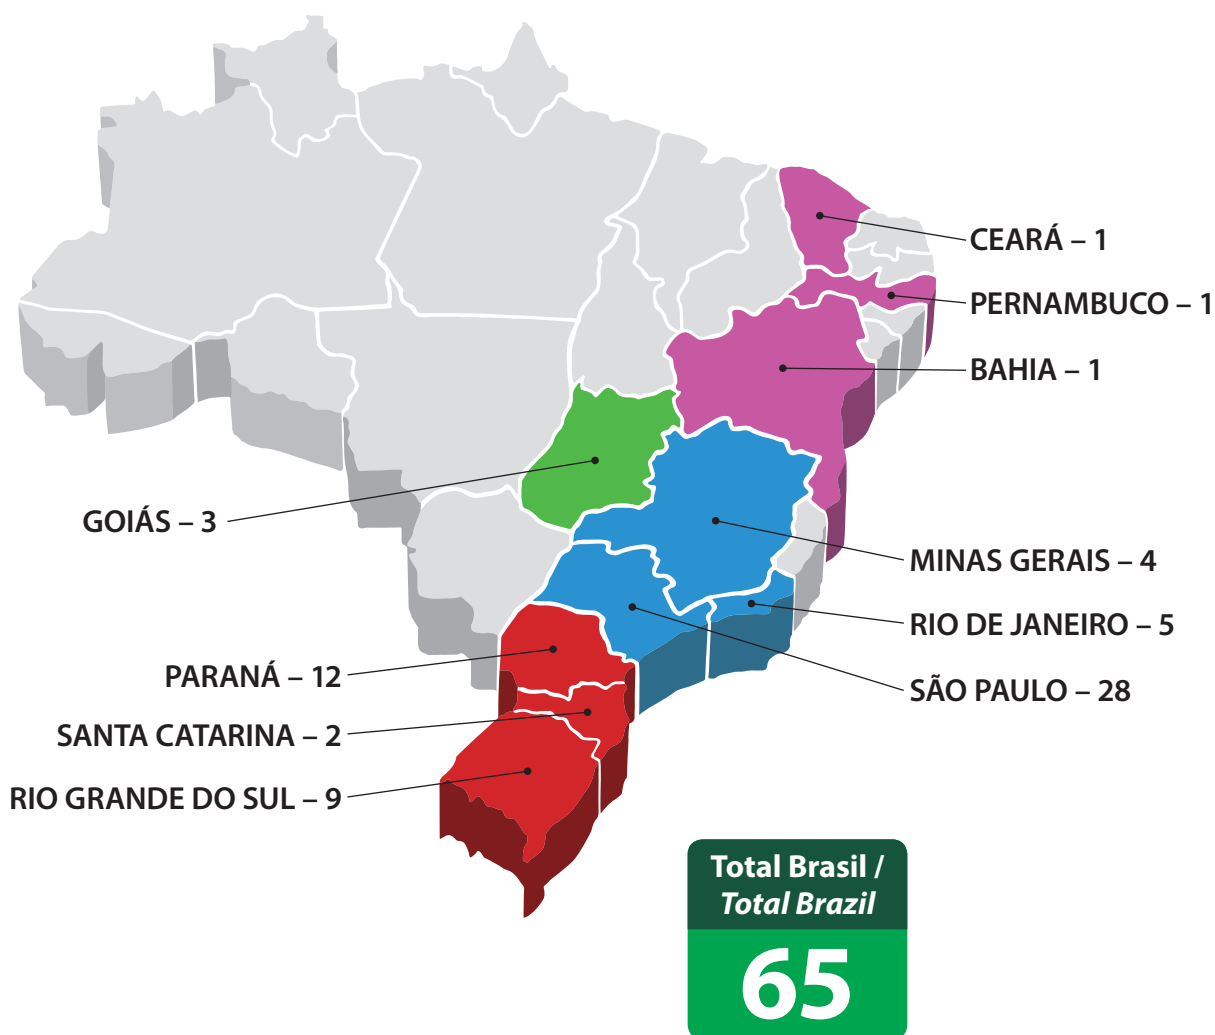 CEARÁ – 1
PERNAMBUCO – 1
BAHIA – 1
GOIÁS – 3
MINAS GERAIS – 4
RIO DE JANEIRO – 5
PARANÁ – 12
SÃO PAULO – 28
SANTA CATARINA – 2
RIO GRANDE DO SUL – 9
Total Brasil /
Total Brazil
65